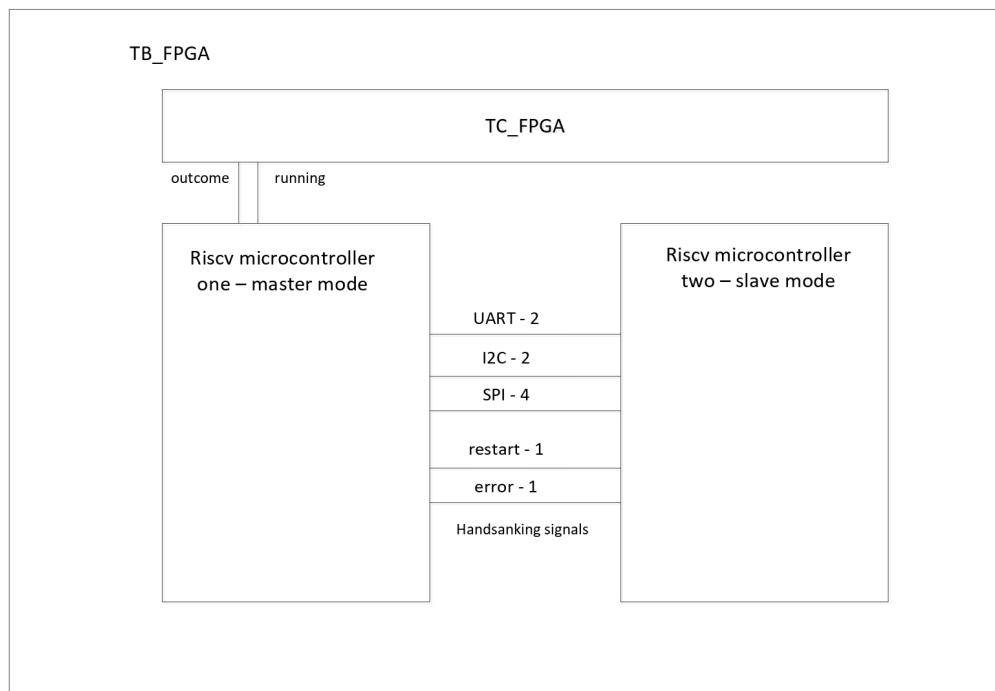 TB_FPGA
TC_FPGA
outcome
running
Riscv microcontroller
one – master mode
Riscv microcontroller
two – slave mode
UART - 2
I2C - 2
SPI - 4
restart - 1
error - 1
Handsanking signals